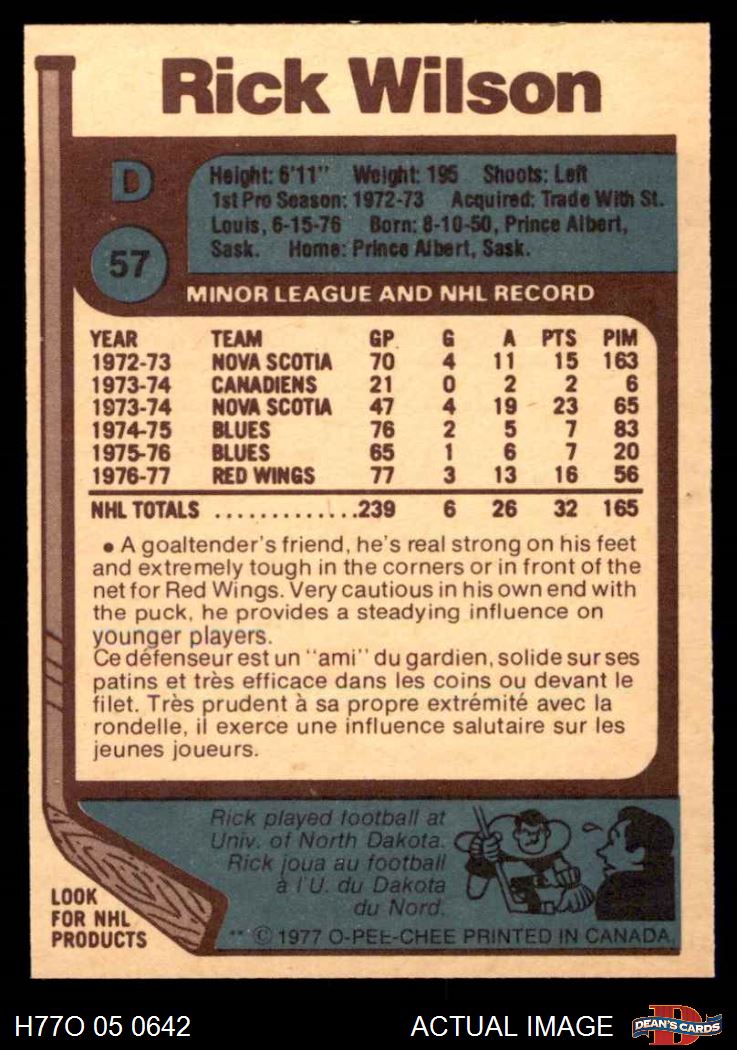 Rick Wilson
D
57
Height: 6'11" Weight: 195 Shoots: Left
1st Pro Season: 1972-73 Acquired: Trade With St.
Louis, 6-15-76 Born: 8-10-50, Prince Albert,
Sask. Home: Prince Albert, Sask.
MINOR LEAGUE AND NHL RECORD
YEAR TEAM GP G A PTS PIM
1972-73 NOVA SCOTIA 70 4 11 15 163
1973-74 CANADIENS 21 0 2 2 6
1973-74 NOVA SCOTIA 47 4 19 23 65
1974-75 BLUES 76 2 5 7 83
1975-76 BLUES 65 1 6 7 20
1976-77 RED WINGS 77 3 13 16 56
NHL TOTALS .............239 6 26 32 165
• A goaltender's friend, he's real strong on his feet
and extremely tough in the corners or in front of the
net for Red Wings. Very cautious in his own end with
the puck, he provides a steadying influence on
younger players.
Ce défenseur est un "ami" du gardien, solide sur ses
patins et très efficace dans les coins ou devant le
filet. Très prudent à sa propre extrémité avec la
rondelle, il exerce une influence salutaire sur les
jeunes joueurs.
Rick played football at
Univ. of North Dakota.
Rick joua au football
à l'U. du Dakota
du Nord.
LOOK
FOR NHL
PRODUCTS
** © 1977 O-PEE-CHEE PRINTED IN CANADA.
H77O 05 0642 ACTUAL IMAGE DEAN'S CARDS